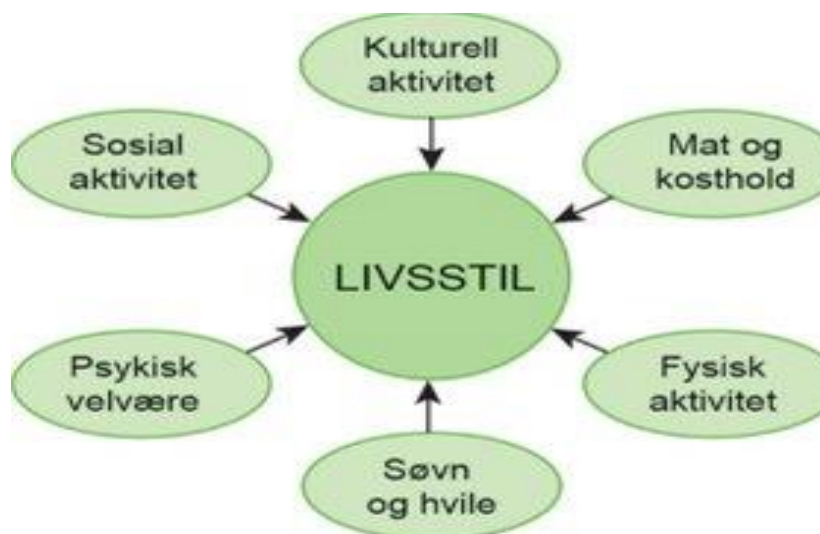 Kulturell
aktivitet
Sosial
aktivitet
Mat og
kosthold
LIVSSTIL
Psykisk
velvære
Fysisk
aktivitet
Søvn
og hvile